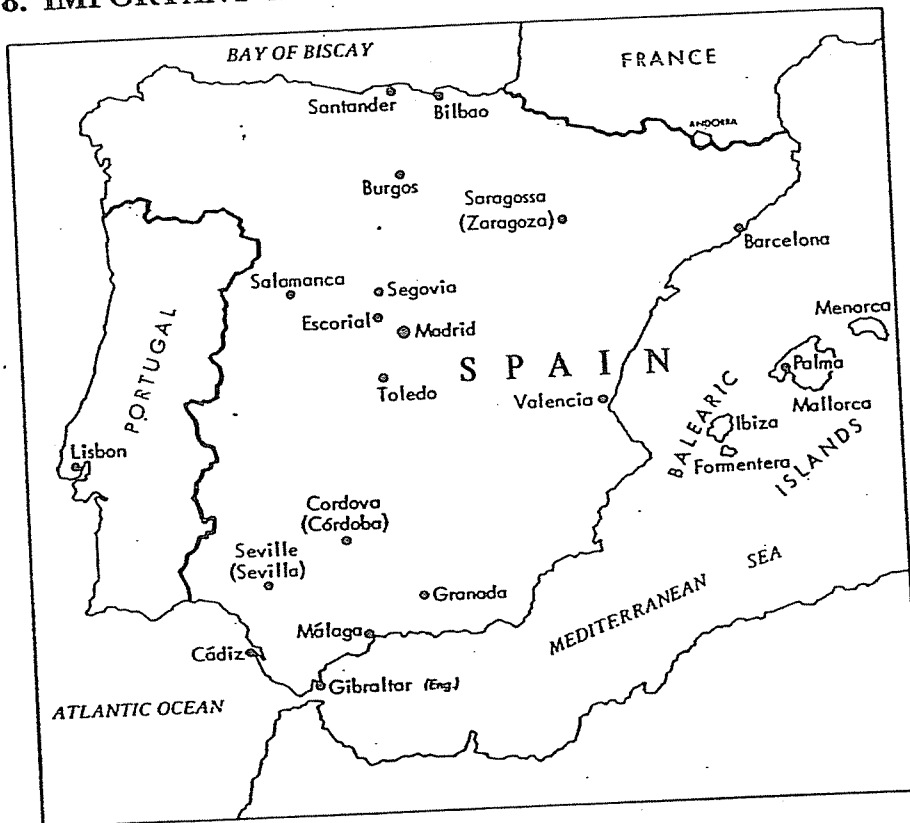 8. IMPORTANT
BAY OF BISCAY
FRANCE
ANDORRA
Santander
Bilbao
Burgos
Saragossa
(Zaragoza)
Barcelona
Salamanca
Segovia
Escorial
Madrid
PORTUGAL
SPAIN
Toledo
Valencia
Menorca
Palma
Mallorca
BALEARIC
ISLANDS
Ibiza
Formentera
Lisbon
Cordova
(Córdoba)
Seville
(Sevilla)
Granada
Málaga
Cádiz
Gibraltar (Eng.)
MEDITERRANEAN SEA
ATLANTIC OCEAN